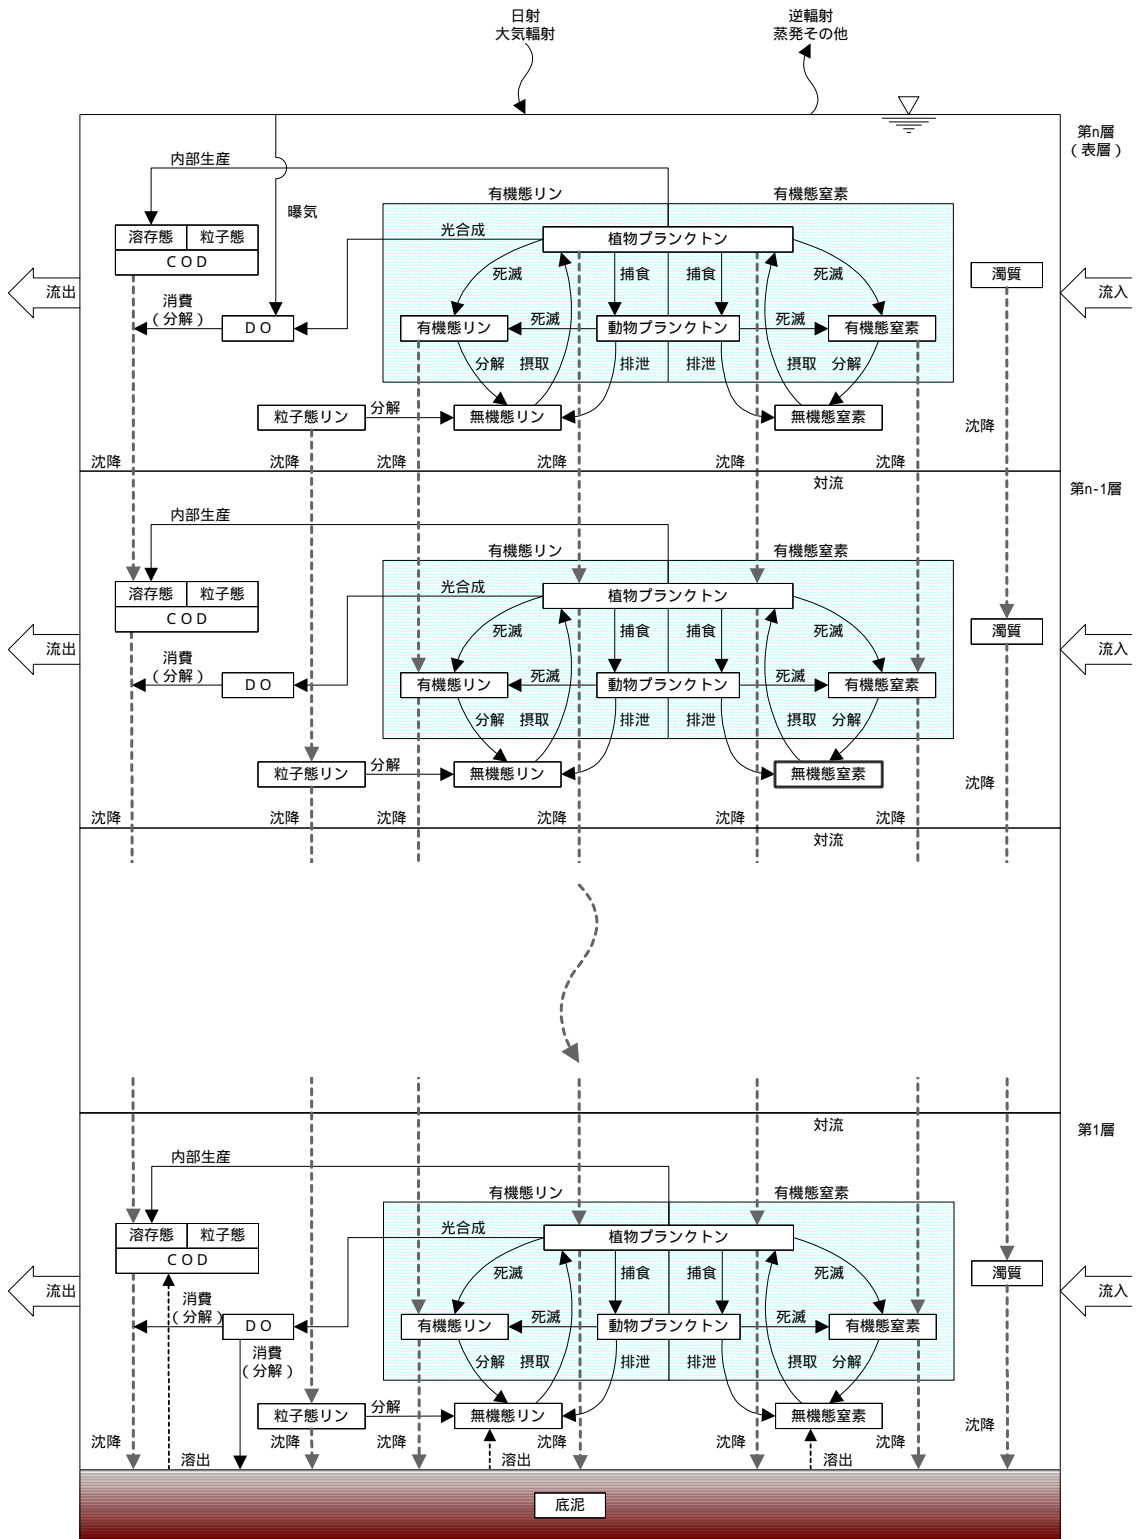 日射
大気輻射
逆輻射
蒸発その他
第n層
（表層）
内部生産
有機態リン
有機態窒素
曝気
溶存態
粒子態
COD
光合成
植物プランクトン
死滅
捕食
捕食
死滅
濁質
流出
流入
消費
（分解）
DO
有機態リン
死滅
動物プランクトン
死滅
有機態窒素
分解
摂取
排泄
排泄
摂取
分解
粒子態リン
分解
無機態リン
無機態窒素
沈降
沈降
沈降
沈降
沈降
沈降
沈降
対流
第n-1層
内部生産
有機態リン
有機態窒素
溶存態
粒子態
COD
光合成
植物プランクトン
死滅
捕食
捕食
死滅
濁質
流出
流入
消費
（分解）
DO
有機態リン
死滅
動物プランクトン
死滅
有機態窒素
分解
摂取
排泄
排泄
摂取
分解
粒子態リン
分解
無機態リン
無機態窒素
沈降
沈降
沈降
沈降
沈降
沈降
沈降
対流
対流
第1層
内部生産
有機態リン
有機態窒素
溶存態
粒子態
COD
光合成
植物プランクトン
死滅
捕食
捕食
死滅
濁質
流出
流入
消費
（分解）
DO
有機態リン
死滅
動物プランクトン
死滅
有機態窒素
消費
（分解）
分解
摂取
排泄
排泄
摂取
分解
粒子態リン
分解
無機態リン
無機態窒素
沈降
沈降
沈降
沈降
沈降
沈降
沈降
溶出
溶出
溶出
底泥